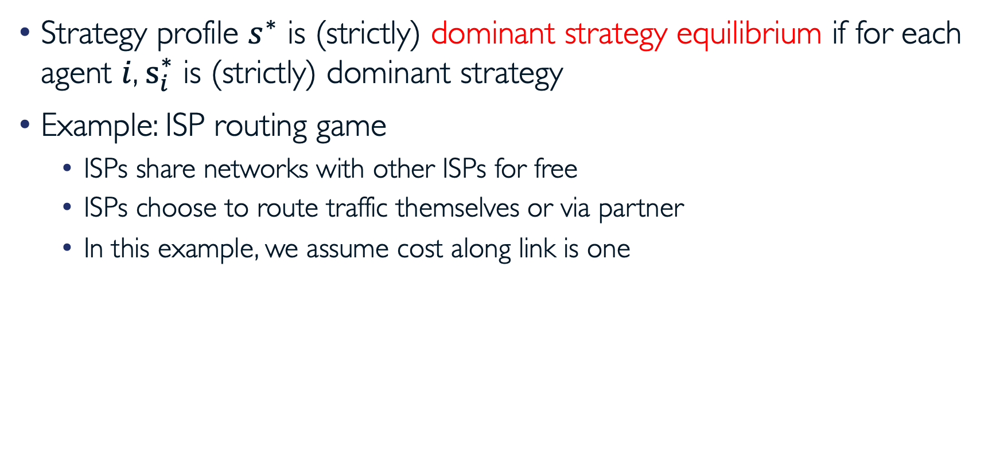 • Strategy profile s* is (strictly) dominant strategy equilibrium if for each
agent i, s_i^* is (strictly) dominant strategy
• Example: ISP routing game
• ISPs share networks with other ISPs for free
• ISPs choose to route traffic themselves or via partner
• In this example, we assume cost along link is one